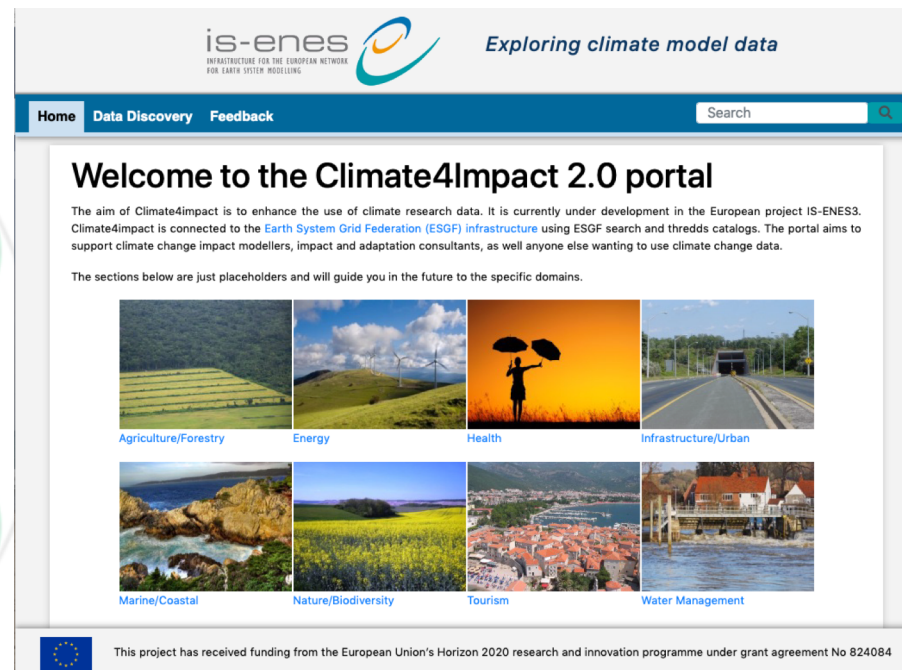 is-enes
INFRASTRUCTURE FOR THE EUROPEAN NETWORK
FOR EARTH SYSTEM MODELLING
Exploring climate model data
Home Data Discovery Feedback Search
Welcome to the Climate4Impact 2.0 portal
The aim of Climate4impact is to enhance the use of climate research data. It is currently under development in the European project IS-ENES3.
Climate4impact is connected to the Earth System Grid Federation (ESGF) infrastructure using ESGF search and thredds catalogs. The portal aims to
support climate change impact modellers, impact and adaptation consultants, as well anyone else wanting to use climate change data.
The sections below are just placeholders and will guide you in the future to the specific domains.
Agriculture/Forestry Energy Health Infrastructure/Urban
Marine/Coastal Nature/Biodiversity Tourism Water Management
This project has received funding from the European Union's Horizon 2020 research and innovation programme under grant agreement No 824084